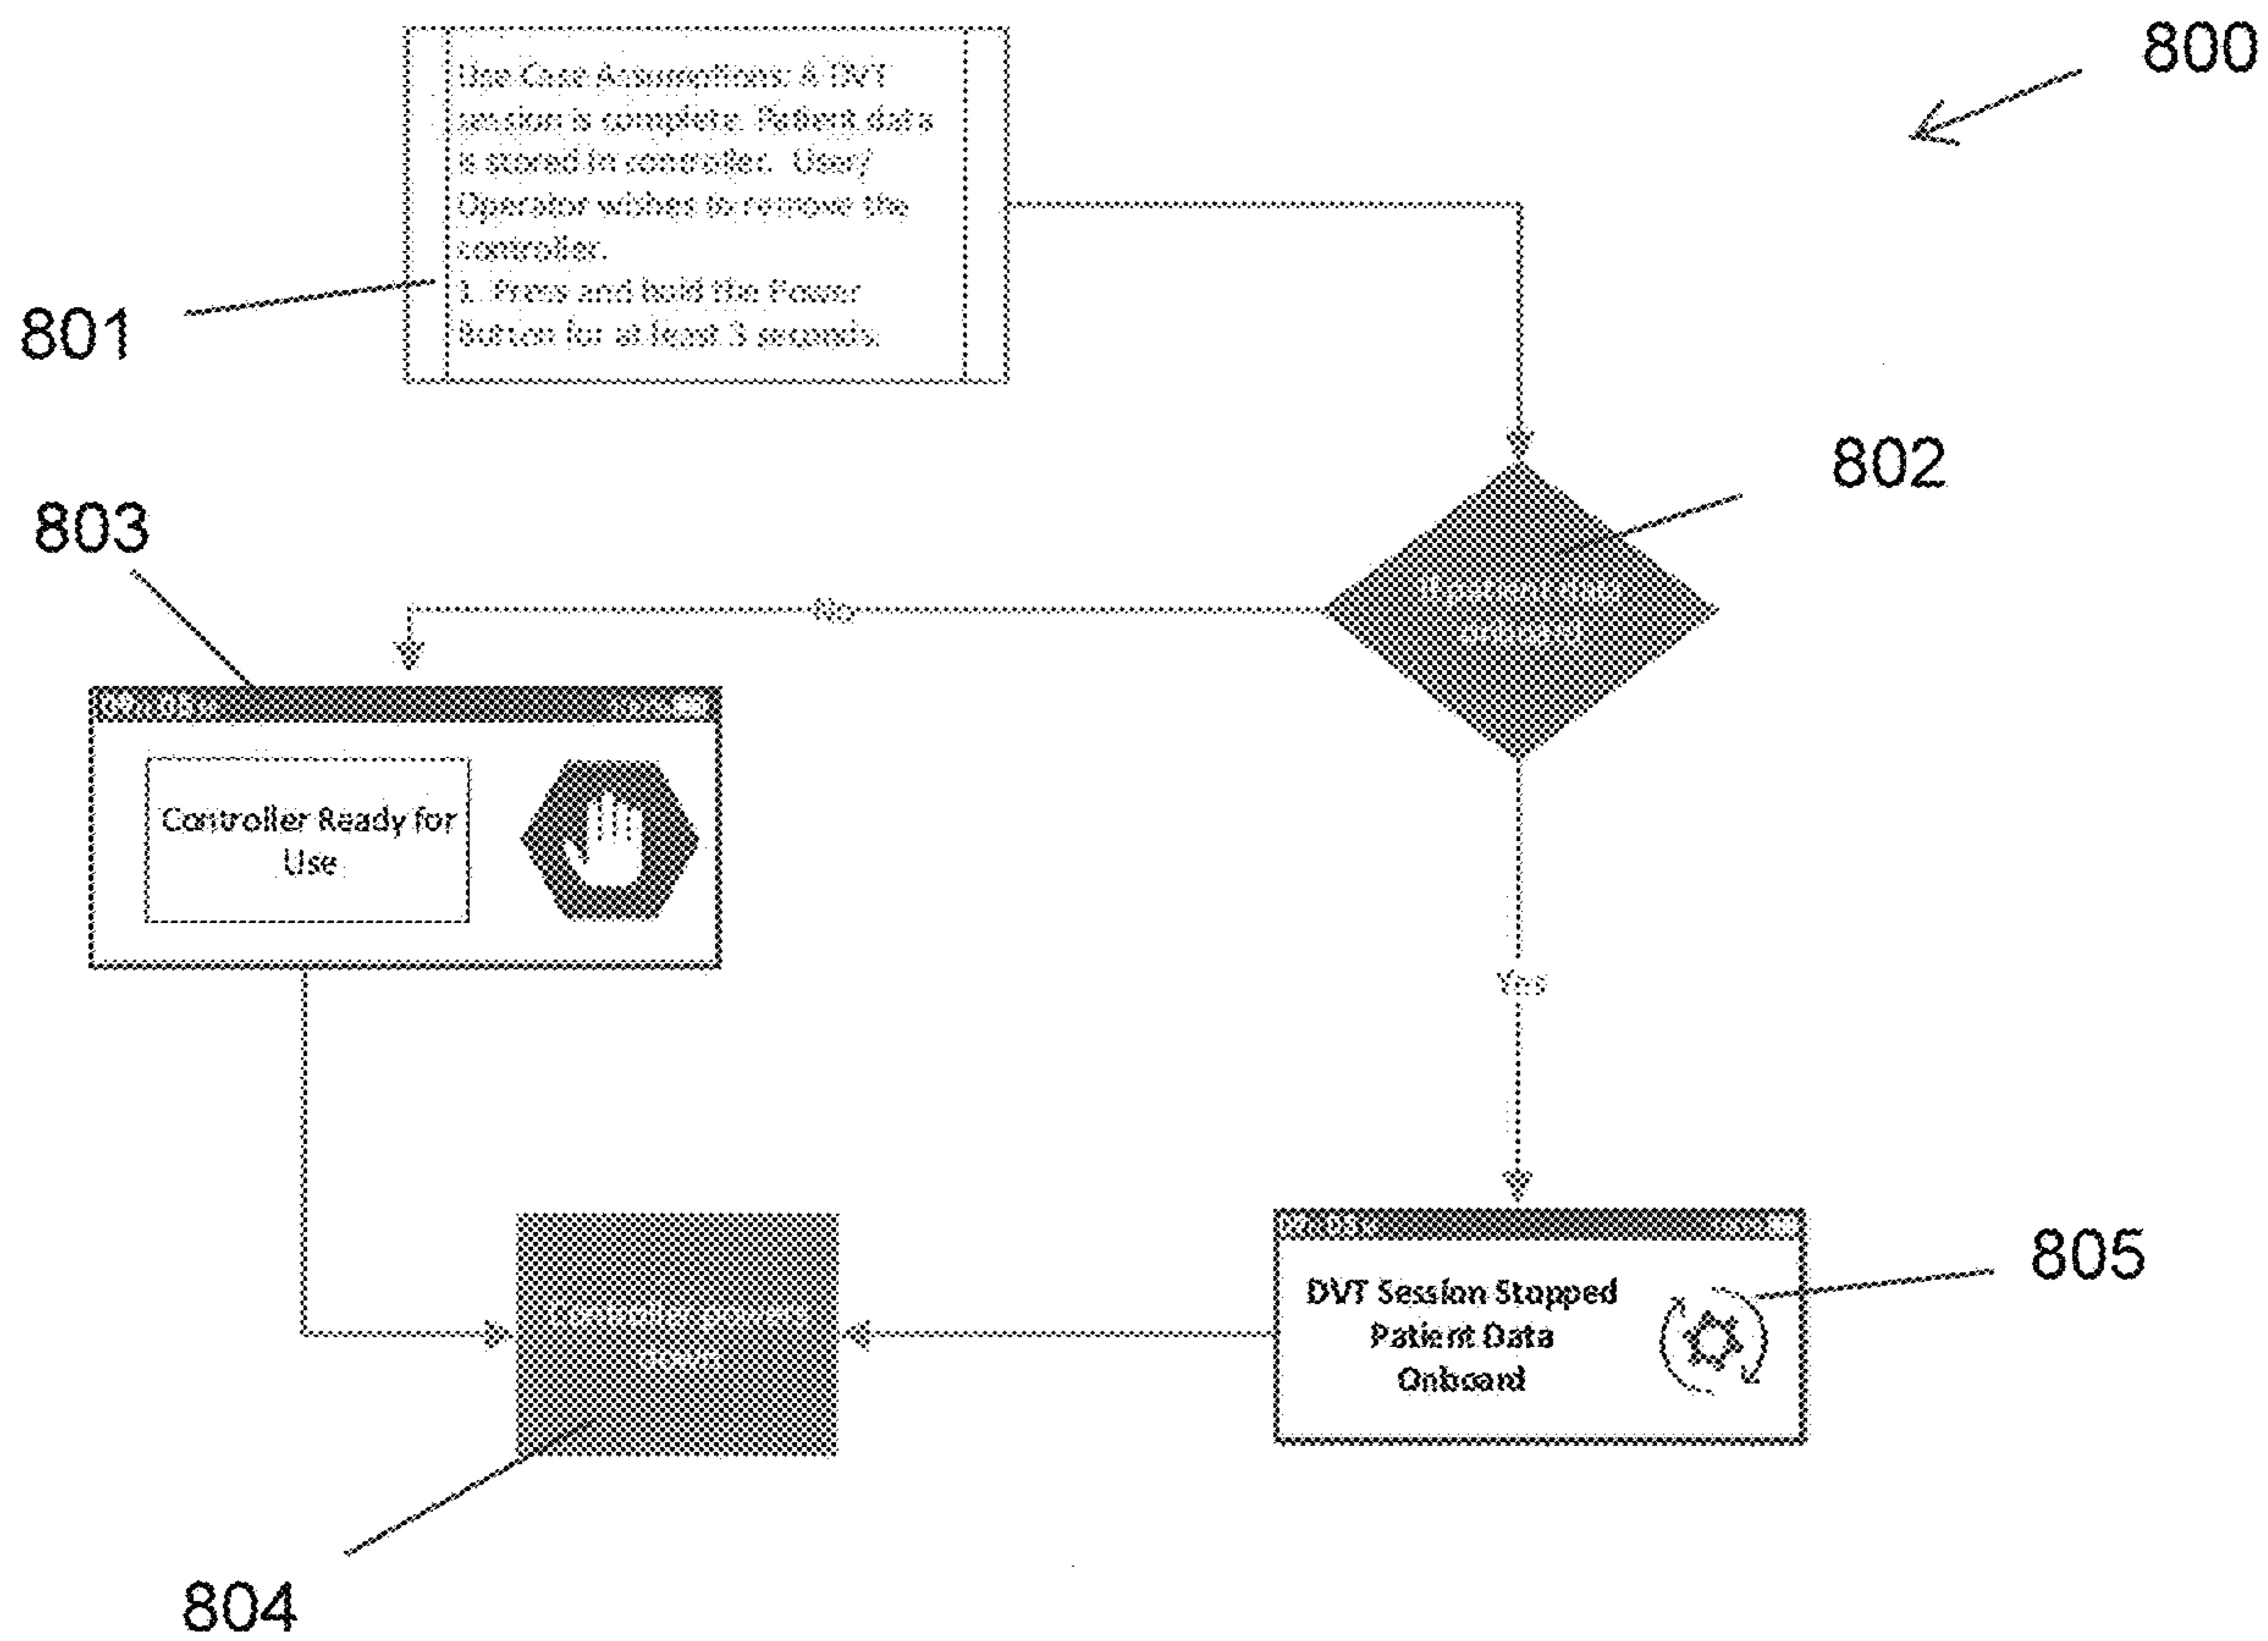 800
Use Case Assumptions: A DVT
session is complete. Patient data
is stored in controller. User/
Operator wishes to remove the
controller.
1. Press and hold the Power
Button for at least 3 seconds.
801
802
803
No
Controller Ready for
Use
Yes
DVT Session Stopped
Patient Data
Onboard
805
804